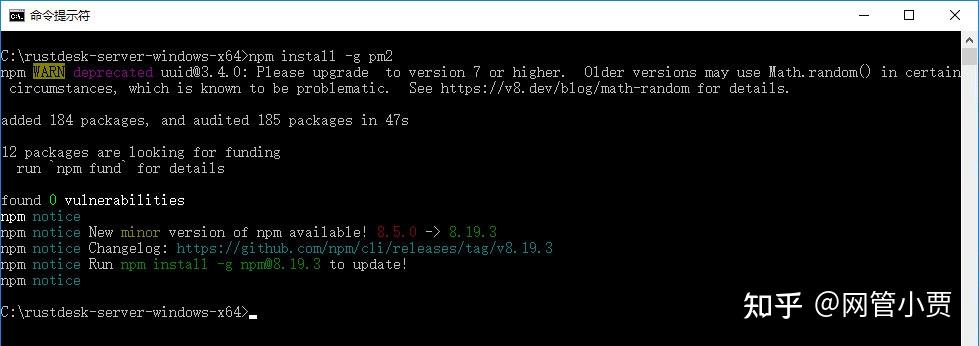 命令提示符
C:\rustdesk-server-windows-x64>npm install -g pm2
npm WARN deprecated uuid@3.4.0: Please upgrade  to version 7 or higher.  Older versions may use Math.random() in certain
 circumstances, which is known to be problematic.  See https://v8.dev/blog/math-random for details.
added 184 packages, and audited 185 packages in 47s
12 packages are looking for funding
  run `npm fund` for details
found 0 vulnerabilities
npm notice
npm notice New minor version of npm available! 8.5.0 -> 8.19.3
npm notice Changelog: https://github.com/npm/cli/releases/tag/v8.19.3
npm notice Run npm install -g npm@8.19.3 to update!
npm notice
C:\rustdesk-server-windows-x64>
知乎 @网管小贾